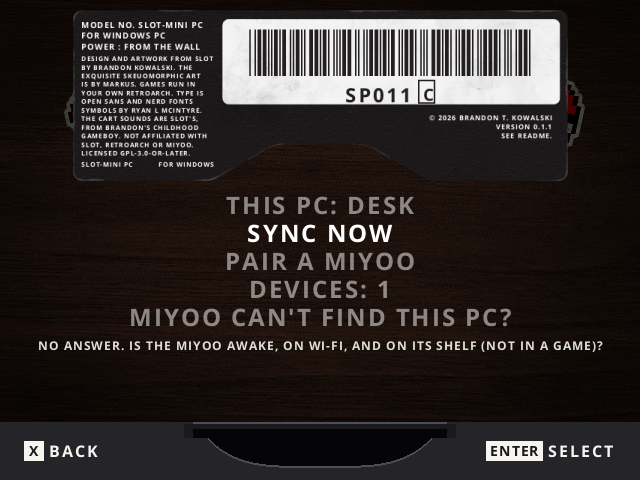 MODEL NO. SLOT-MINI PC
FOR WINDOWS PC
POWER : FROM THE WALL
DESIGN AND ARTWORK FROM SLOT
BY BRANDON KOWALSKI. THE
EXQUISITE SKEUOMORPHIC ART
IS BY MARKUS. GAMES RUN IN
YOUR OWN RETROARCH. TYPE IS
OPEN SANS AND NERD FONTS
SYMBOLS BY RYAN L MCINTYRE.
THE CART SOUNDS ARE SLOT'S,
FROM BRANDON'S CHILDHOOD
GAMEBOY. NOT AFFILIATED WITH
SLOT, RETROARCH OR MIYOO.
LICENSED GPL-3.0-OR-LATER.
SLOT-MINI PC FOR WINDOWS
SP011 C
© 2026 BRANDON T. KOWALSKI
VERSION 0.1.1
SEE README.
THIS PC: DESK
SYNC NOW
PAIR A MIYOO
DEVICES: 1
MIYOO CAN'T FIND THIS PC?
NO ANSWER. IS THE MIYOO AWAKE, ON WI-FI, AND ON ITS SHELF (NOT IN A GAME)?
X BACK
ENTER SELECT